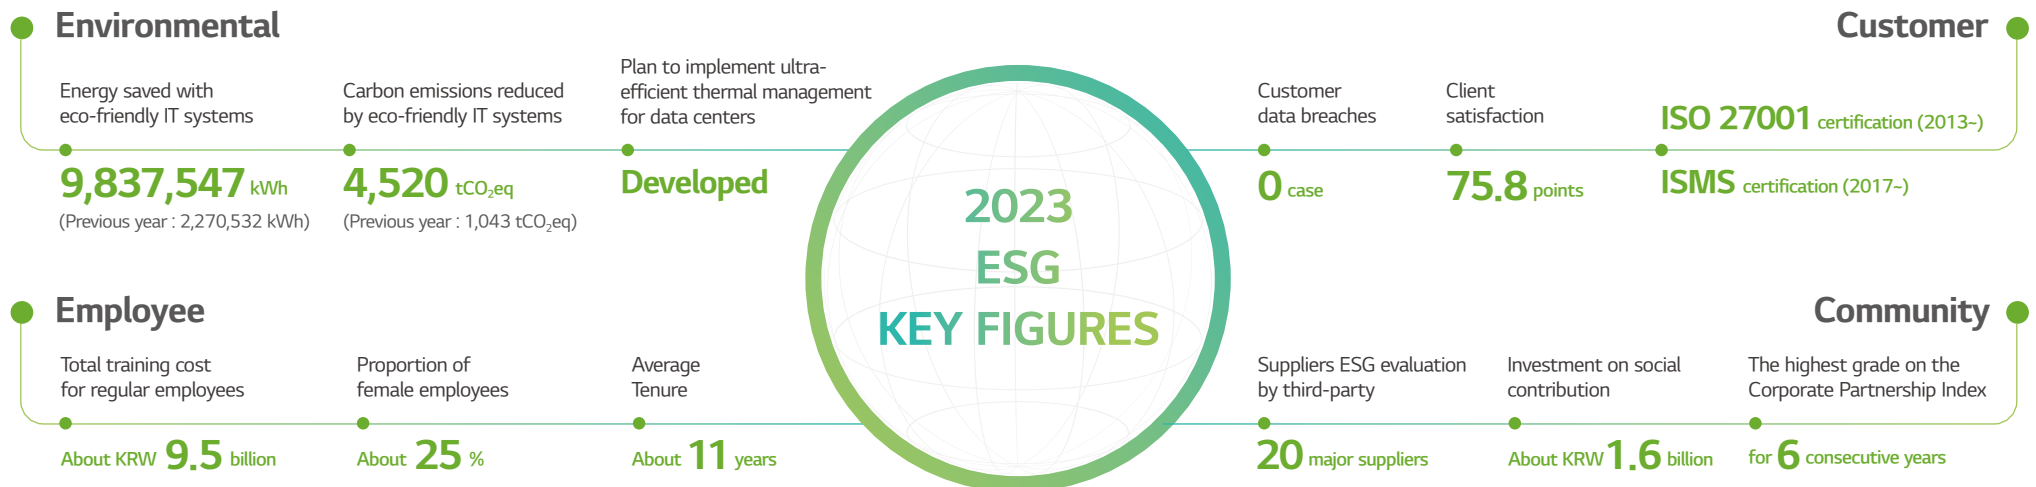 Environmental
Energy saved with
eco-friendly IT systems
9,837,547 kWh
(Previous year : 2,270,532 kWh)
Carbon emissions reduced
by eco-friendly IT systems
4,520 tCO₂eq
(Previous year : 1,043 tCO₂eq)
Plan to implement ultra-
efficient thermal management
for data centers
Developed
2023
ESG
KEY FIGURES
Customer
Customer
data breaches
0 case
Client
satisfaction
75.8 points
ISO 27001 certification (2013~)
ISMS certification (2017~)
Employee
Total training cost
for regular employees
About KRW 9.5 billion
Proportion of
female employees
About 25 %
Average
Tenure
About 11 years
Community
Suppliers ESG evaluation
by third-party
20 major suppliers
Investment on social
contribution
About KRW 1.6 billion
The highest grade on the
Corporate Partnership Index
for 6 consecutive years